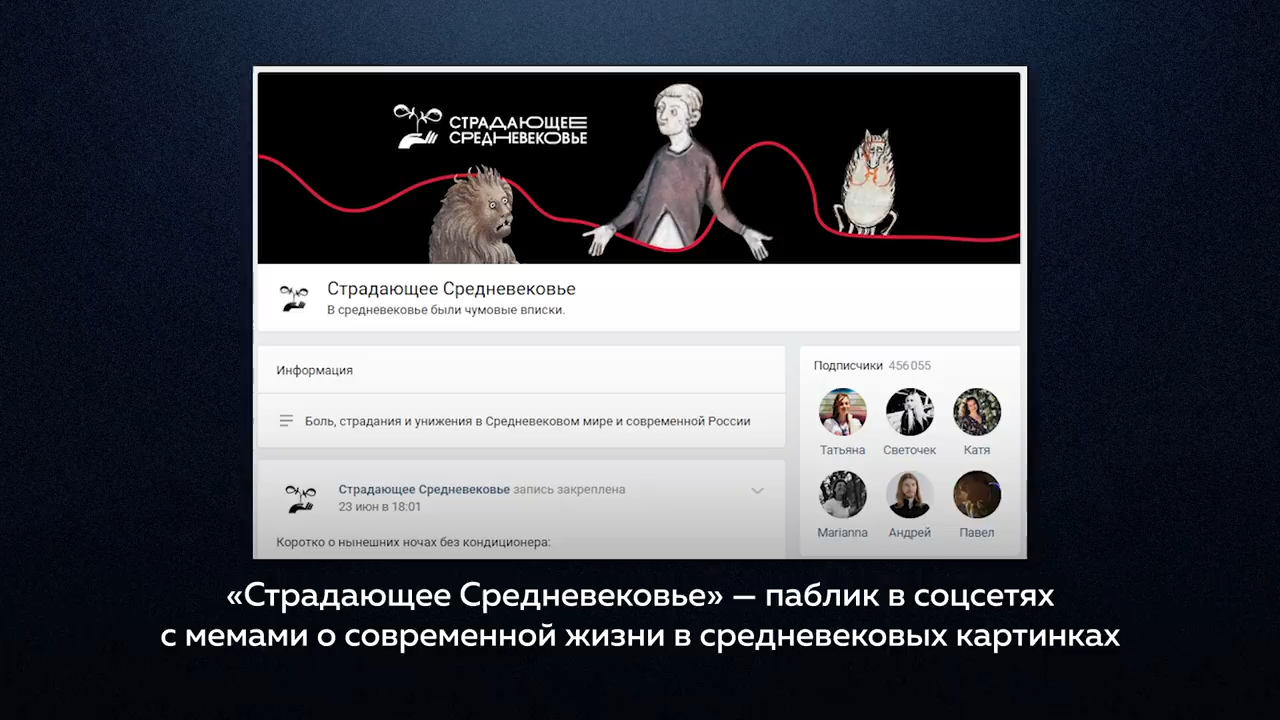 СТРАДАЮЩЕЕ
СРЕДНЕВЕКОВЬЕ
Страдающее Средневековье
В средневековье были чумовые вписки.
Информация
Боль, страдания и унижения в Средневековом мире и современной России
Страдающее Средневековье запись закреплена
23 июн в 18:01
Коротко о нынешних ночах без кондиционера:
Подписчики 456 055
Татьяна Светочек Катя
Marianna Андрей Павел
«Страдающее Средневековье» — паблик в соцсетях
с мемами о современной жизни в средневековых картинках